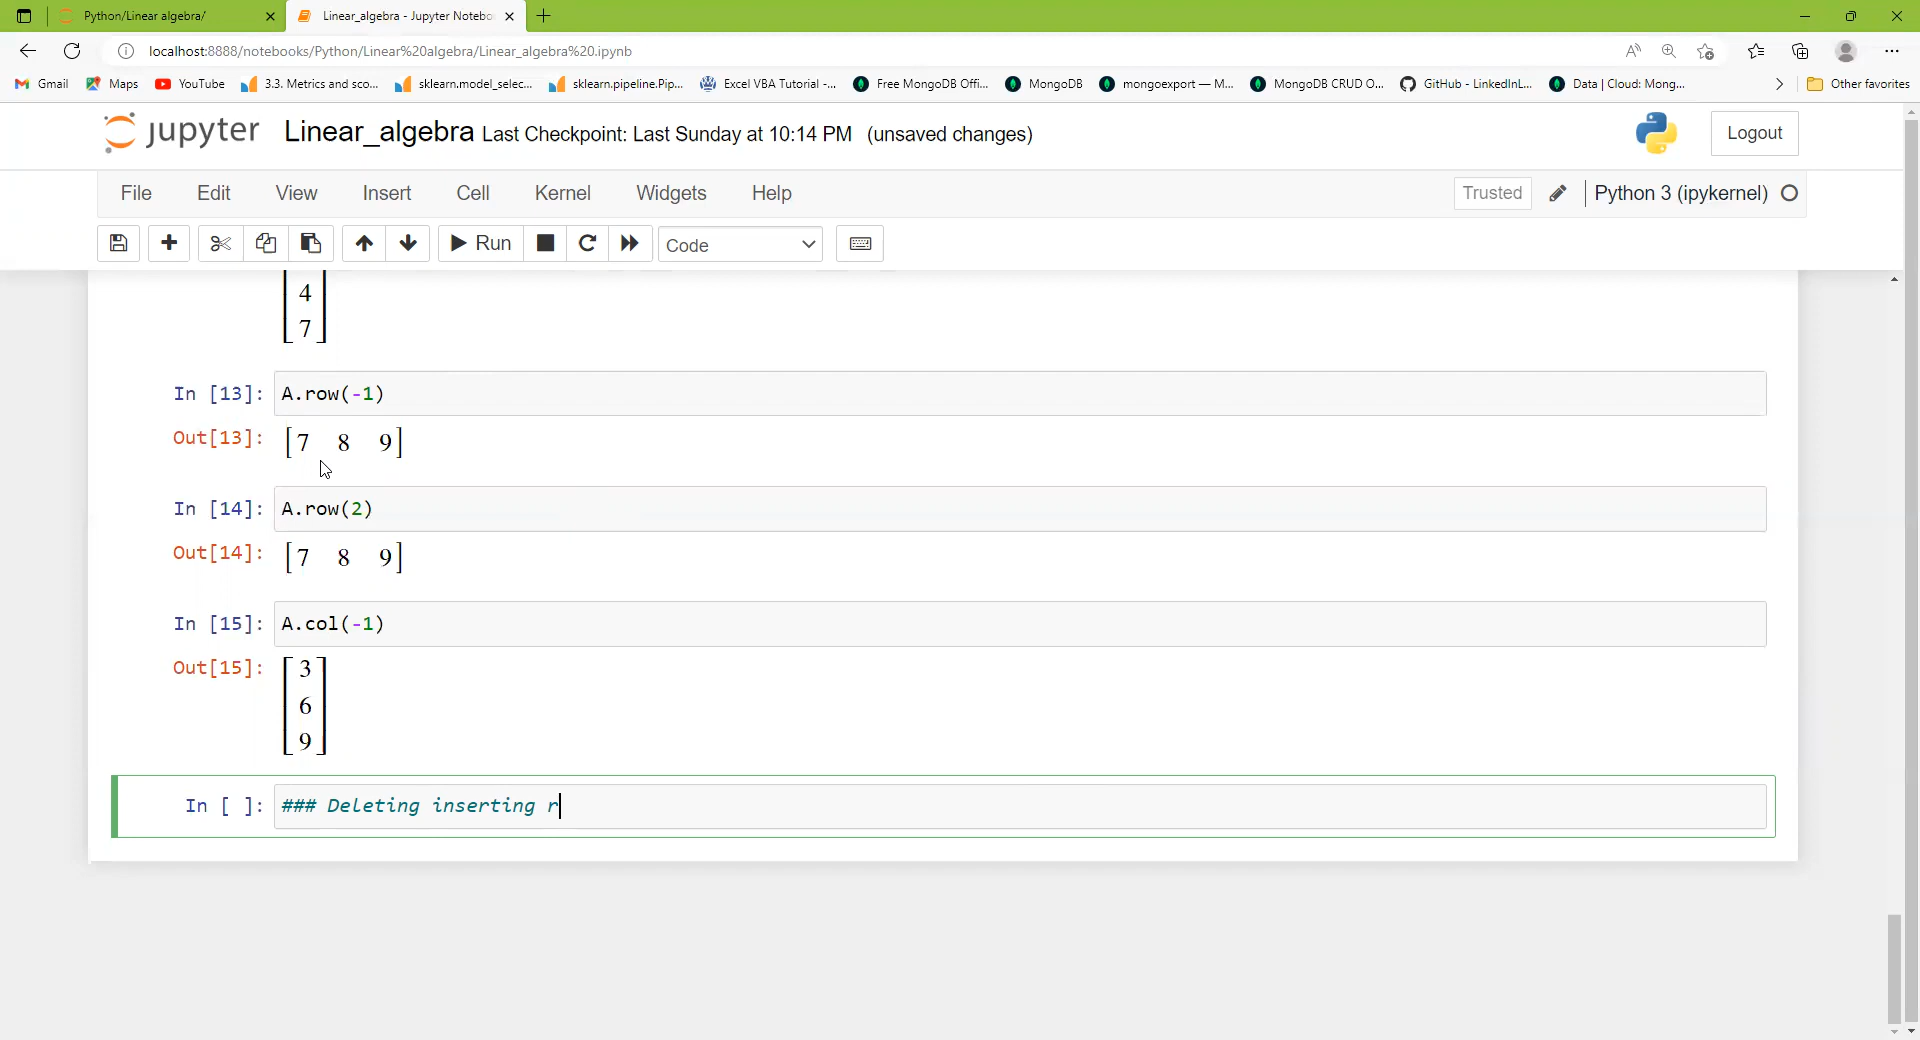 Python/Linear algebra/
Linear_algebra - Jupyter Notebo
localhost:8888/notebooks/Python/Linear%20algebra/Linear_algebra%20.ipynb
Gmail Maps YouTube 3.3. Metrics and sco... sklearn.model_selec... sklearn.pipeline.Pip... Excel VBA Tutorial -... Free MongoDB Offi... MongoDB mongoexport — M... MongoDB CRUD O... GitHub - LinkedInL... Data | Cloud: Mong... Other favorites
jupyter Linear_algebra Last Checkpoint: Last Sunday at 10:14 PM (unsaved changes) Logout
File Edit View Insert Cell Kernel Widgets Help Trusted Python 3 (ipykernel)
Run Code
4
7
In [13]: A.row(-1)
Out[13]: [7 8 9]
In [14]: A.row(2)
Out[14]: [7 8 9]
In [15]: A.col(-1)
Out[15]: 3
6
9
In [ ]: ### Deleting inserting r